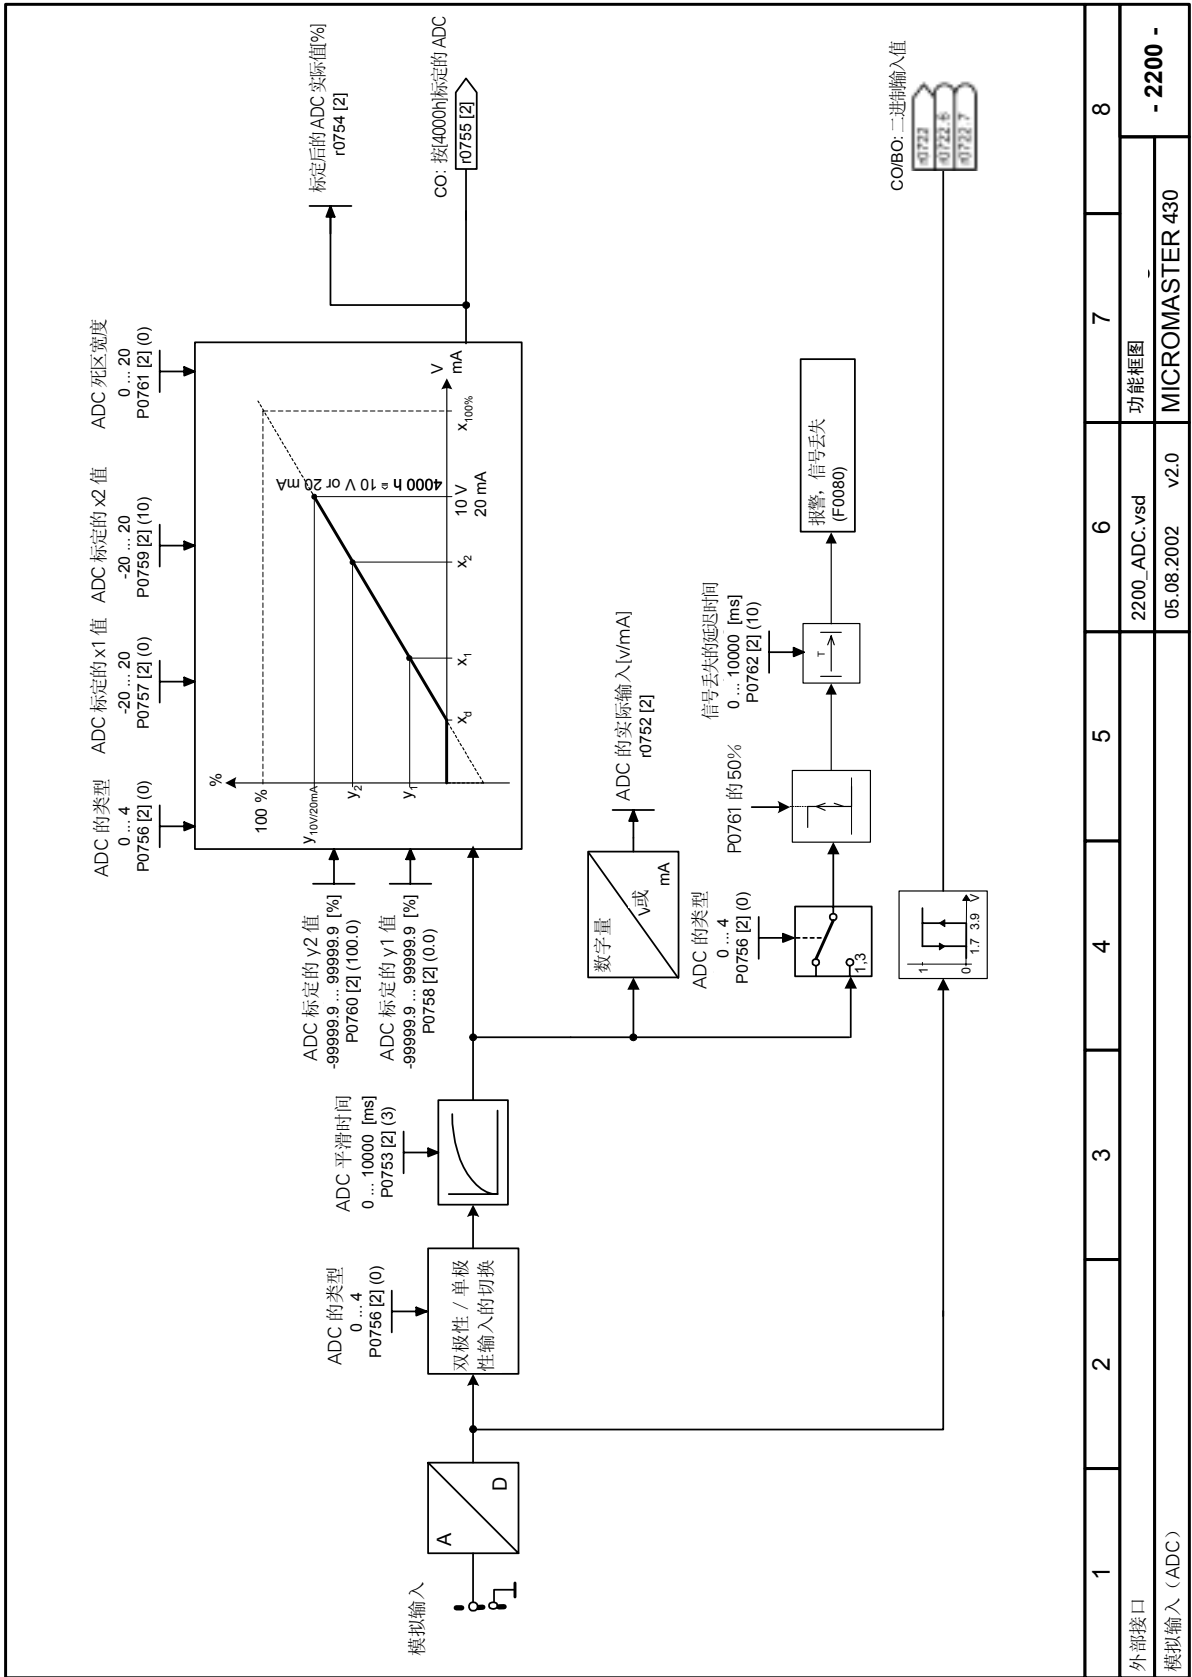 模拟输入
A
D
ADC 的类型
0 ... 4
P0756 [2] (0)
双极性 / 单极
性输入的切换
ADC 平滑时间
0 ... 10000 [ms]
P0753 [2] (3)
ADC 标定的 y2 值
-99999.9 ... 99999.9 [%]
P0760 [2] (100.0)
ADC 标定的 y1 值
-99999.9 ... 99999.9 [%]
P0758 [2] (0.0)
ADC 的类型
0 ... 4
P0756 [2] (0)
ADC 标定的 x1 值
-20 ... 20
P0757 [2] (0)
ADC 标定的 x2 值
-20 ... 20
P0759 [2] (10)
ADC 死区宽度
0 ... 20
P0761 [2] (0)
%
100 %
y10V/20mA
y2
y1
xd
x1
x2
10 V
20 mA
x100%
V
mA
4000 h ≙ 10 V or 20 mA
标定后的 ADC 实际值[%]
r0754 [2]
CO: 按[4000h]标定的 ADC
r0755 [2]
数字量
v或
mA
ADC 的实际输入[v/mA]
r0752 [2]
ADC 的类型
0 ... 4
P0756 [2] (0)
1,3
P0761 的 50%
信号丢失的延迟时间
0 ... 10000 [ms]
P0762 [2] (10)
T
报警，信号丢失
(F0080)
1
0
1.7 3.9 V
CO/BO: 二进制输入值
r0722
r0722.6
r0722.7
1 2 3 4 5 6 7 8
外部接口
2200_ADC.vsd
功能框图
- 2200 -
模拟输入（ADC）
05.08.2002 v2.0
MICROMASTER 430